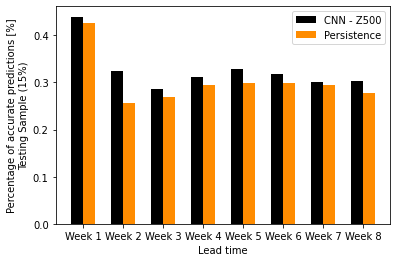 Percentage of accurate predictions [%]
Testing Sample (15%)
0.4
0.3
0.2
0.1
0.0
CNN - Z500
Persistence
Week 1 Week 2 Week 3 Week 4 Week 5 Week 6 Week 7 Week 8
Lead time